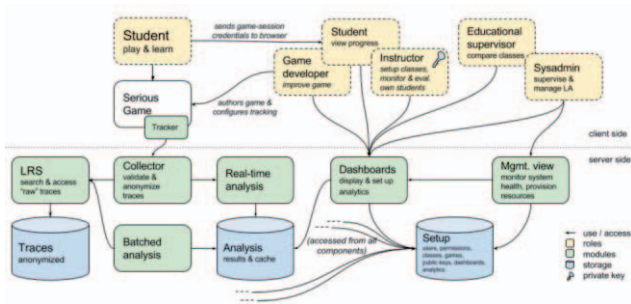 Student
play & learn
sends game-session
credentials to browser
Student
view progress
Educational
supervisor
compare classes
Game
developer
improve game
Instructor
setup classes,
monitor & eval.
own students
Sysadmin
supervise &
manage LA
Serious
Game
authors game &
configures tracking
Tracker
client side
server side
LRS
search & access
"raw" traces
Collector
validate &
anonymize
traces
Real-time
analysis
Dashboards
display & set up
analytics
Mgmt. view
monitor system
health, provision
resources
Traces
anonymized
Batched
analysis
Analysis
results & cache
(accessed from all
components)
Setup
users, permissions,
classes, games,
public keys, dashboards,
analytics
use / access
roles
modules
storage
private key